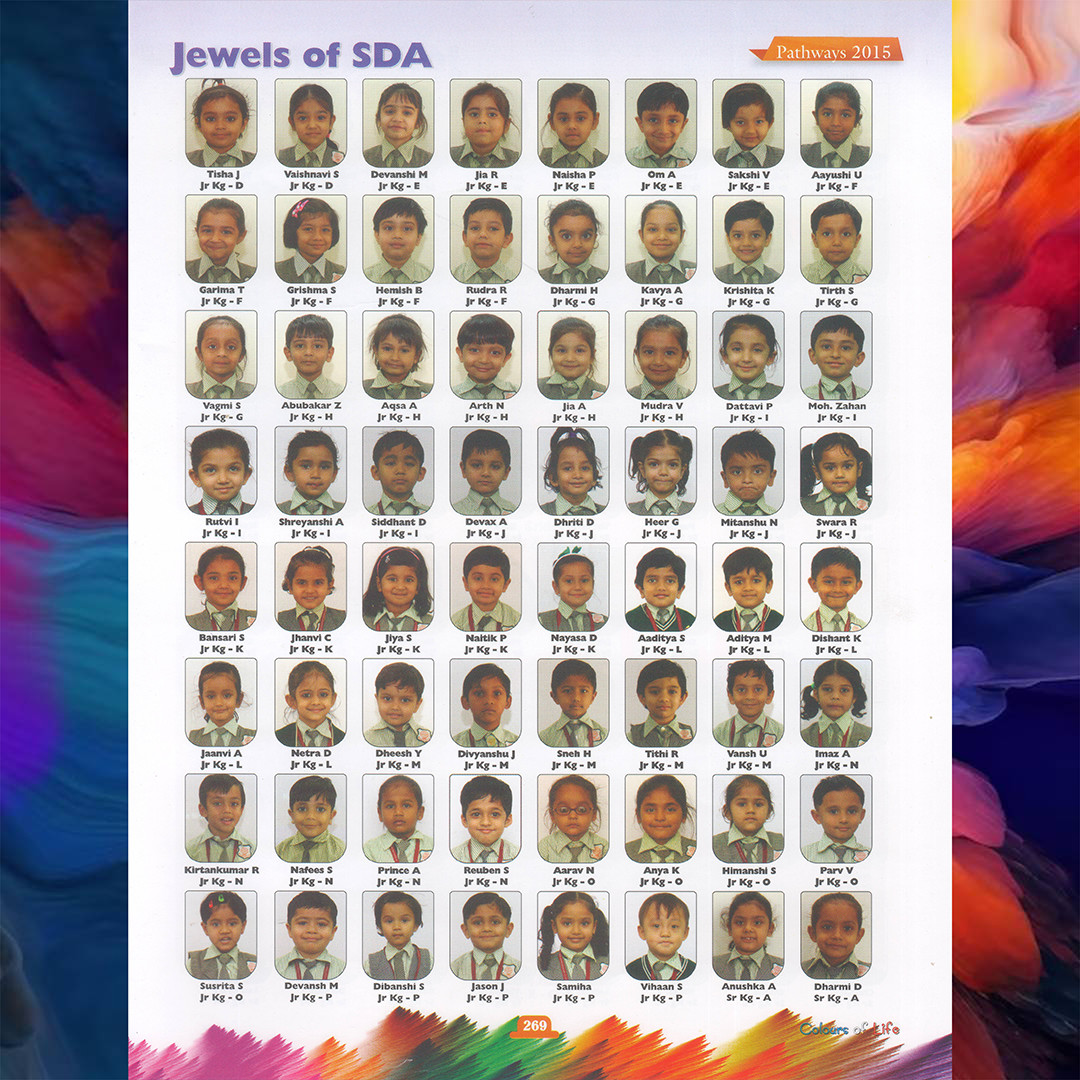 Jewels of SDA
Pathways 2015
Tisha J Vaishnavi S Devanshi M Jia R Naisha P Om A Sakshi V Aayushi U
Jr Kg - D Jr Kg - D Jr Kg - E Jr Kg - E Jr Kg - E Jr Kg - E Jr Kg - E Jr Kg - F
Garima T Grishma S Hemish B Rudra R Dharmi H Kavya A Krishita K Tirth S
Jr Kg - F Jr Kg - F Jr Kg - F Jr Kg - F Jr Kg - G Jr Kg - G Jr Kg - G Jr Kg - G
Vagmi S Abubakar Z Aqsa A Arth N Jia A Mudra V Dattavi P Moh. Zahan
Jr Kg - G Jr Kg - H Jr Kg - H Jr Kg - H Jr Kg - H Jr Kg - H Jr Kg - I Jr Kg - I
Rutvi I Shreyanshi A Siddhant D Devax A Dhriti D Heer G Mitanshu N Swara R
Jr Kg - I Jr Kg - I Jr Kg - I Jr Kg - J Jr Kg - J Jr Kg - J Jr Kg - J Jr Kg - J
Bansari S Jhanvi C Jiya S Naitik P Nayasa D Aaditya S Aditya M Dishant K
Jr Kg - K Jr Kg - K Jr Kg - K Jr Kg - K Jr Kg - K Jr Kg - L Jr Kg - L Jr Kg - L
Jaanvi A Netra D Dheesh Y Divyanshu J Sneh H Tithi R Vansh U Imaz A
Jr Kg - L Jr Kg - L Jr Kg - M Jr Kg - M Jr Kg - M Jr Kg - M Jr Kg - M Jr Kg - N
Kirtankumar R Nafees S Prince A Reuben S Aarav N Anya K Himanshi S Parv V
Jr Kg - N Jr Kg - N Jr Kg - N Jr Kg - N Jr Kg - O Jr Kg - O Jr Kg - O Jr Kg - O
Susrita S Devansh M Dibanshi S Jason J Samiha Vihaan S Anushka A Dharmi D
Jr Kg - O Jr Kg - P Jr Kg - P Jr Kg - P Jr Kg - P Jr Kg - P Sr Kg - A Sr Kg - A
269
Colours of Life